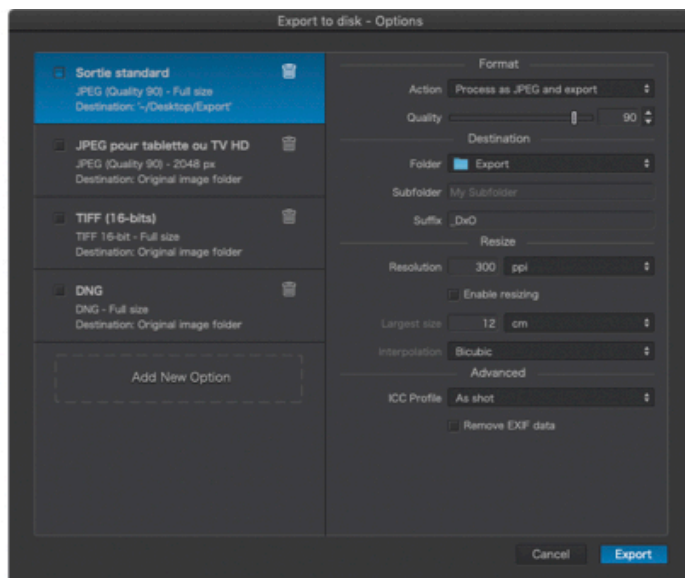 Export to disk - Options
Sortie standard
JPEG (Quality 90) - Full size
Destination: '~/Desktop/Export'
JPEG pour tablette ou TV HD
JPEG (Quality 90) - 2048 px
Destination: Original image folder
TIFF (16-bits)
TIFF 16-bit - Full size
Destination: Original image folder
DNG
DNG - Full size
Destination: Original image folder
Add New Option
Format
Action Process as JPEG and export
Quality 90
Destination
Folder Export
Subfolder My Subfolder
Suffix _DxO
Resize
Resolution 300 ppi
Enable resizing
Largest size 12 cm
Interpolation Bicubic
Advanced
ICC Profile As shot
Remove EXIF data
Cancel Export